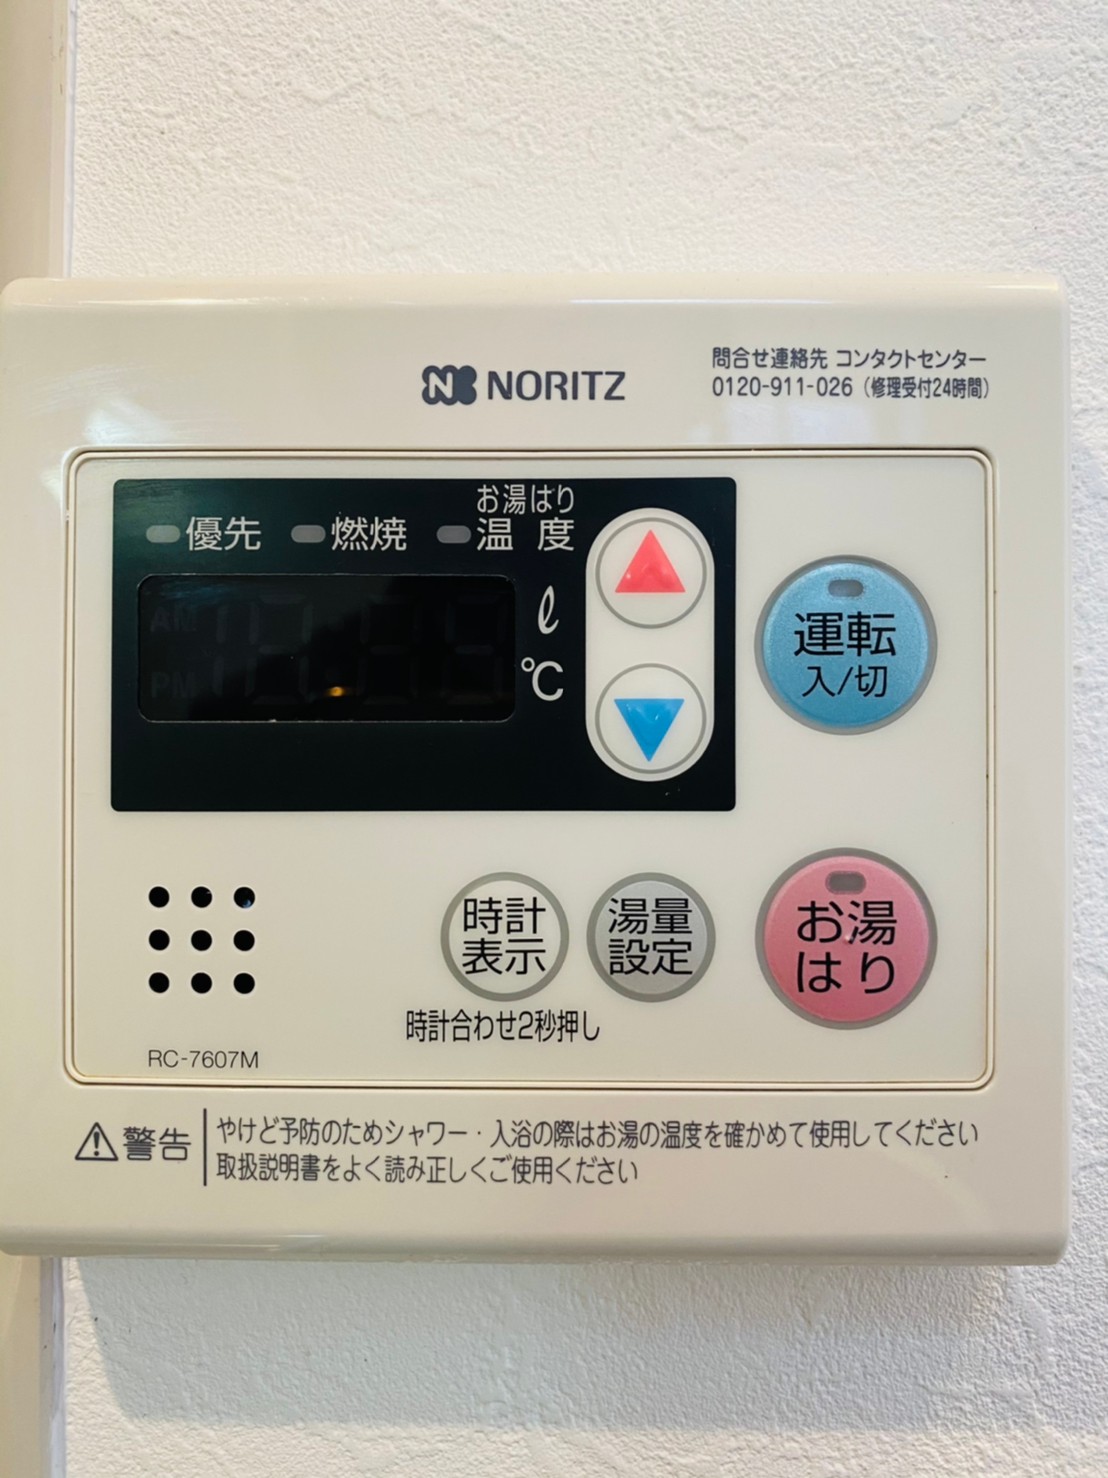 NORITZ
問合せ連絡先 コンタクトセンター
0120-911-026（修理受付24時間）
お湯はり
優先 燃焼 温度
AM
PM
ℓ
℃
運転
入/切
時計
表示
湯量
設定
お湯
はり
時計合わせ2秒押し
RC-7607M
警告
やけど予防のためシャワー・入浴の際はお湯の温度を確かめて使用してください
取扱説明書をよく読み正しくご使用ください